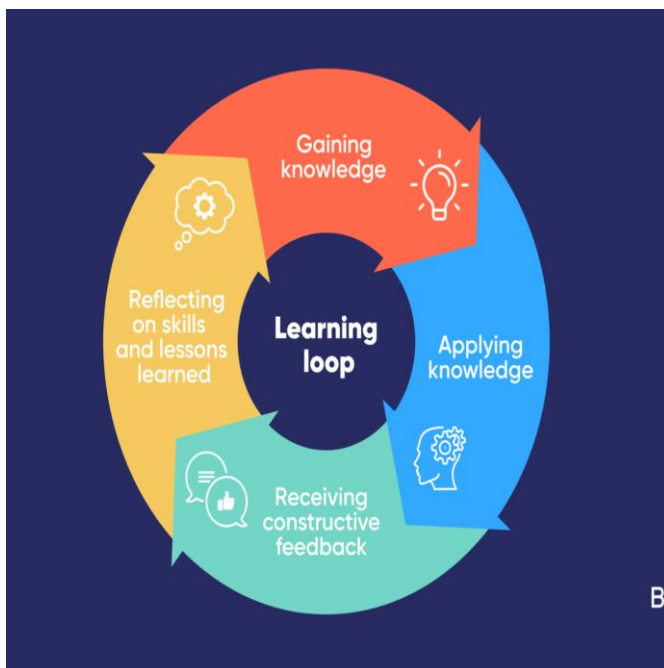 Gaining
knowledge
Applying
knowledge
Receiving
constructive
feedback
Reflecting
on skills
and lessons
learned
Learning
loop
B